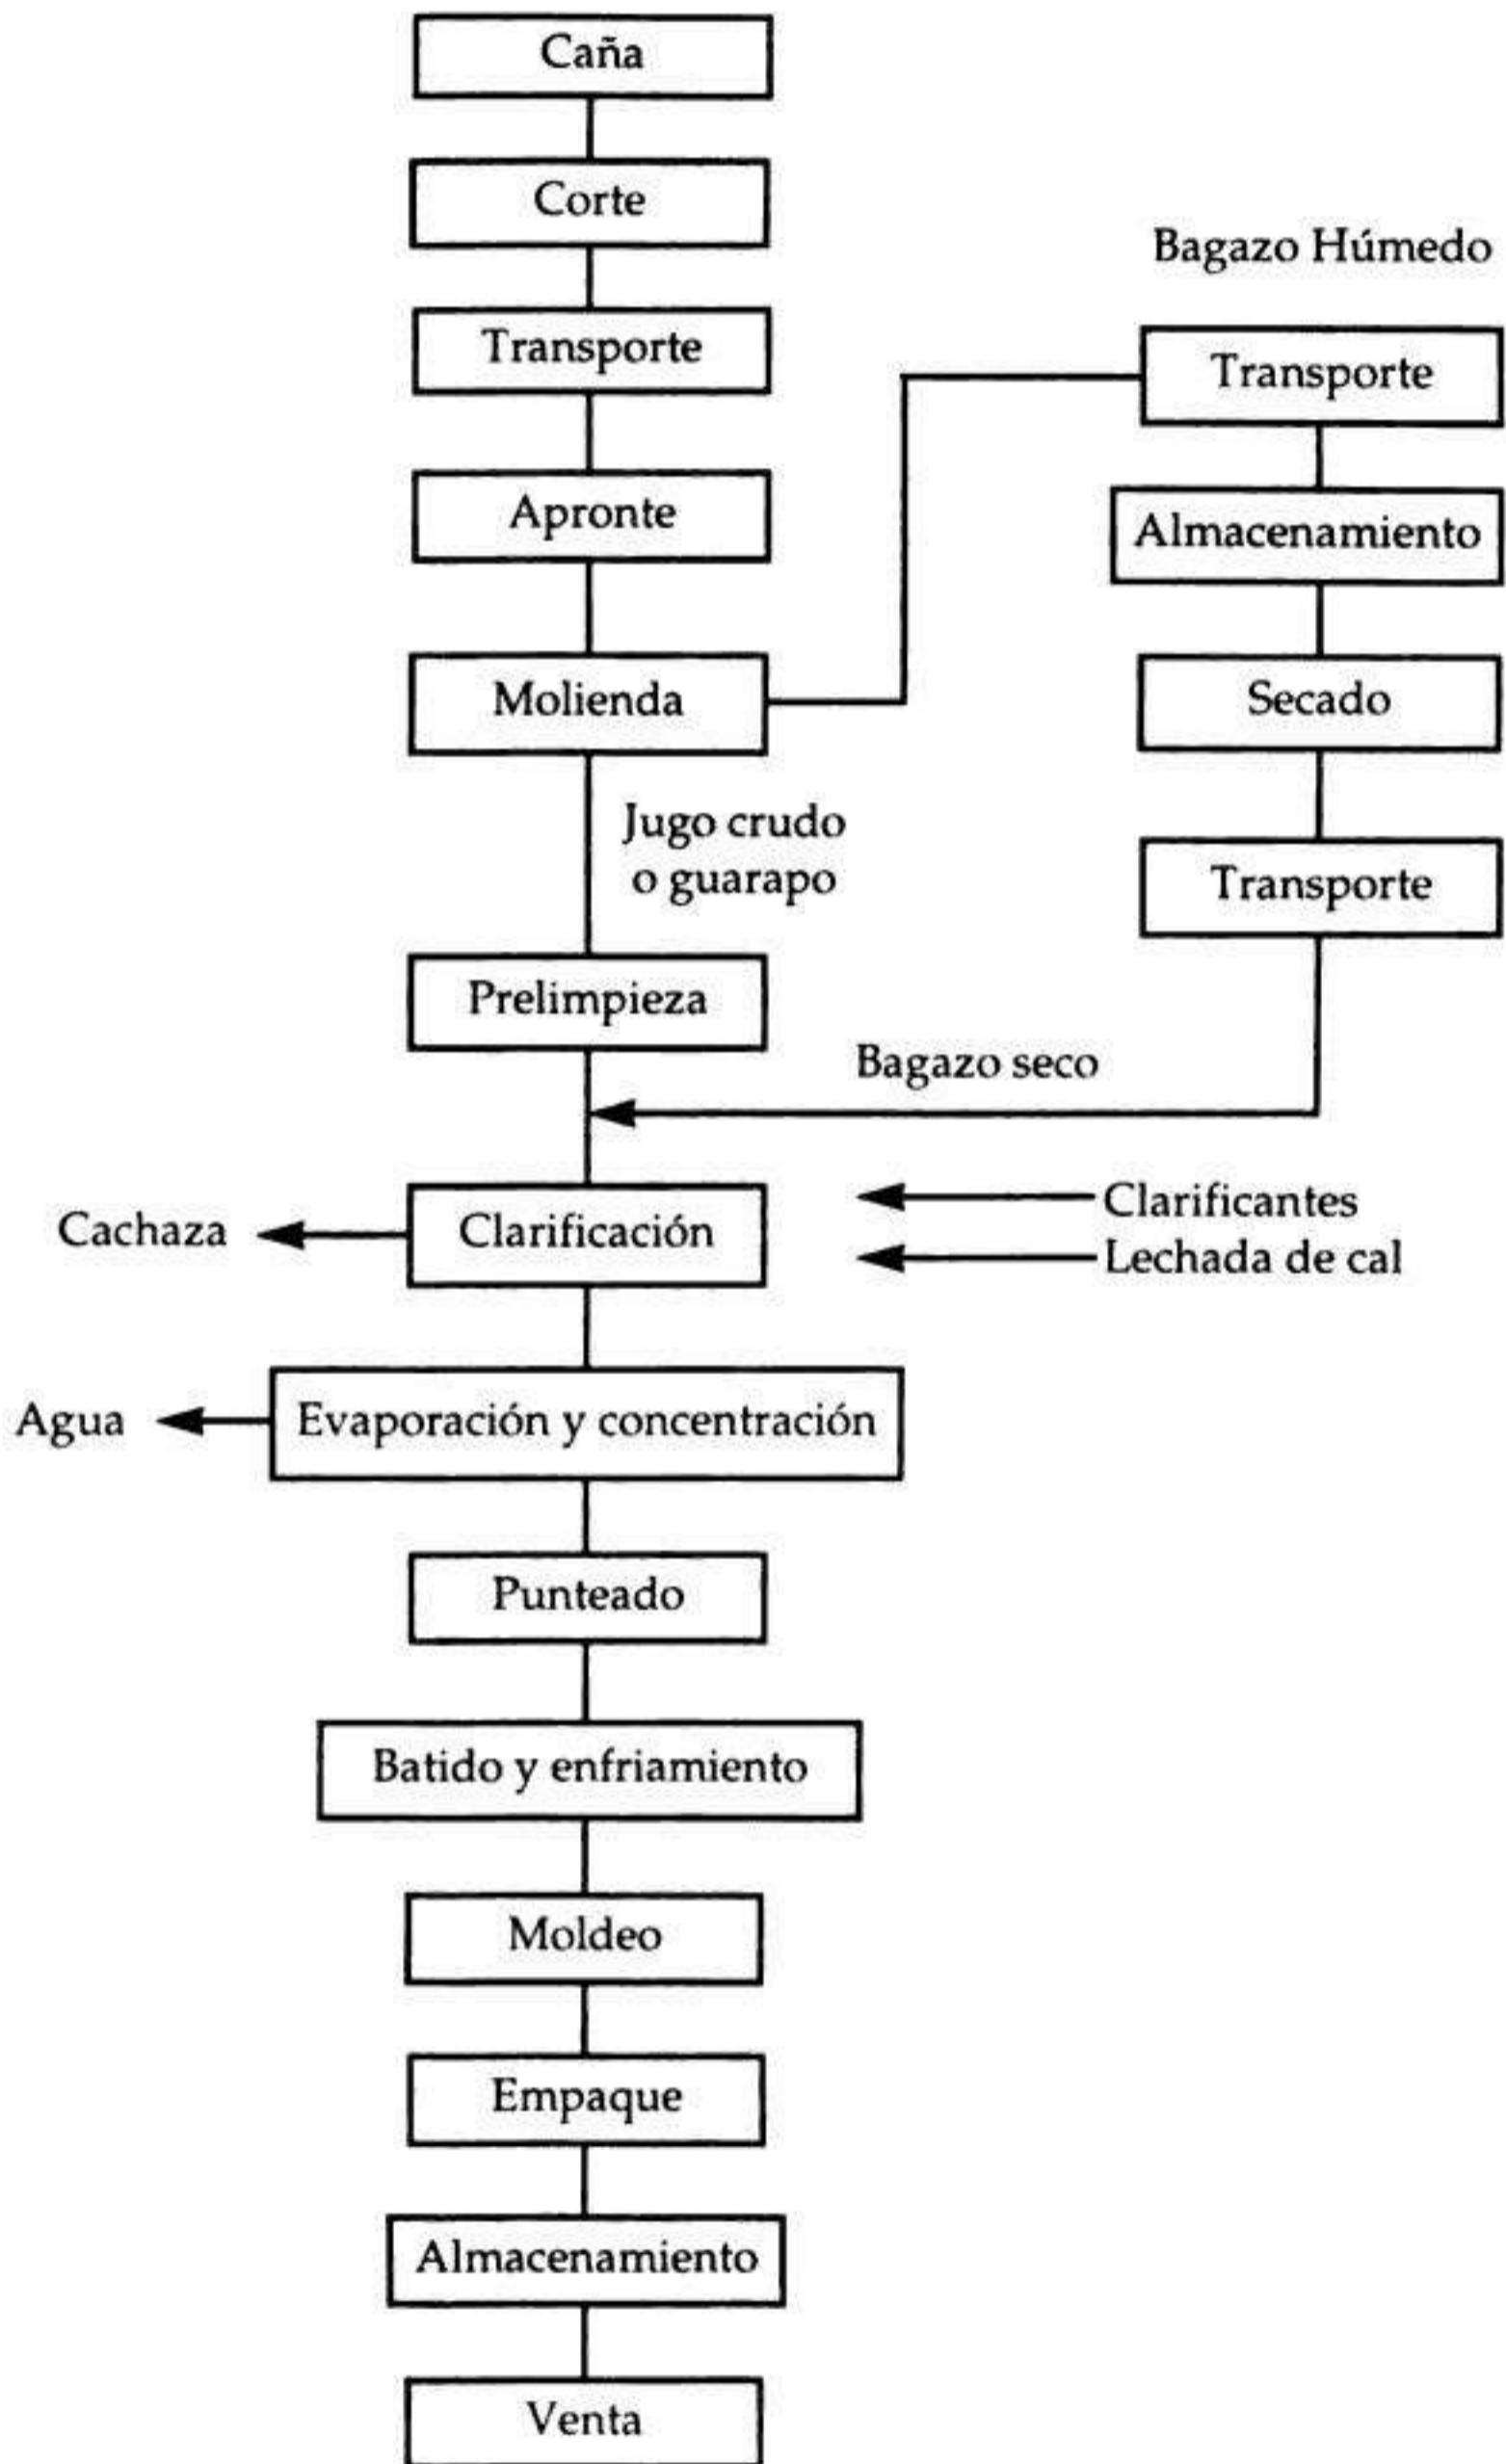 Caña
Corte
Transporte
Apronte
Molienda
Jugo crudo
o guarapo
Prelimpieza
Bagazo Húmedo
Transporte
Almacenamiento
Secado
Transporte
Bagazo seco
Clarificación
Cachaza
Clarificantes
Lechada de cal
Evaporación y concentración
Agua
Punteado
Batido y enfriamiento
Moldeo
Empaque
Almacenamiento
Venta